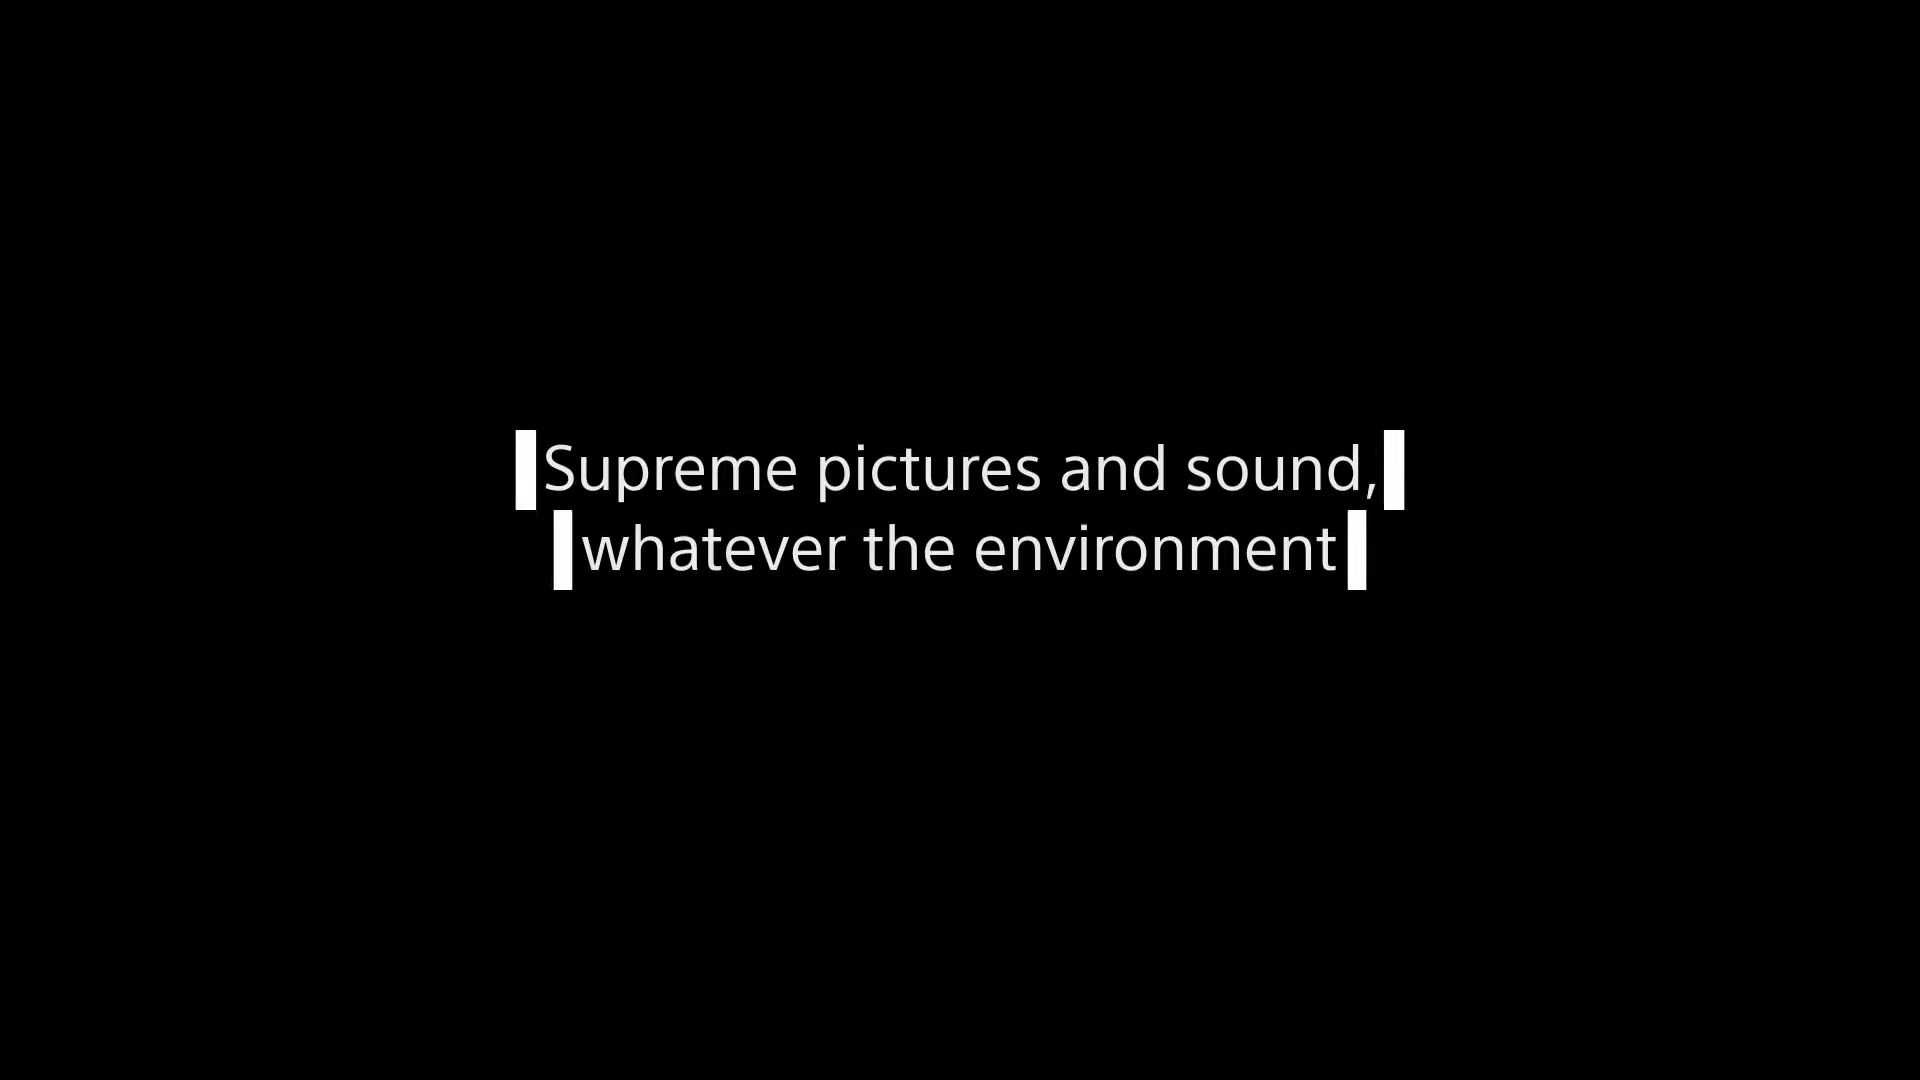 Supreme pictures and sound,
whatever the environment